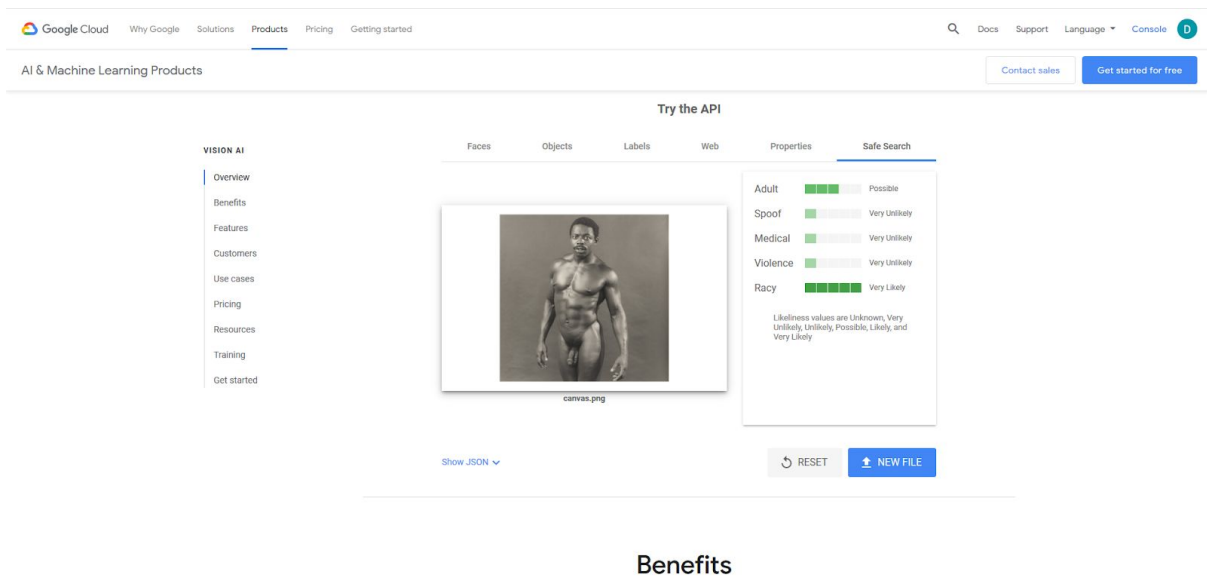 Google Cloud Why Google Solutions Products Pricing Getting started Docs Support Language Console D
AI & Machine Learning Products Contact sales Get started for free
Try the API
VISION AI
Overview
Benefits
Features
Customers
Use cases
Pricing
Resources
Training
Get started
Faces Objects Labels Web Properties Safe Search
canvas.png
Adult Possible
Spoof Very Unlikely
Medical Very Unlikely
Violence Very Unlikely
Racy Very Likely
Likeliness values are Unknown, Very
Unlikely, Unlikely, Possible, Likely, and
Very Likely
Show JSON RESET NEW FILE
Benefits